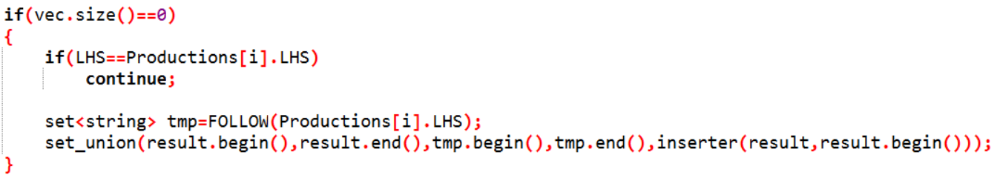 if(vec.size()==0)
{
    if(LHS==Productions[i].LHS)
        continue;

    set<string> tmp=FOLLOW(Productions[i].LHS);
    set_union(result.begin(),result.end(),tmp.begin(),tmp.end(),inserter(result,result.begin()));
}